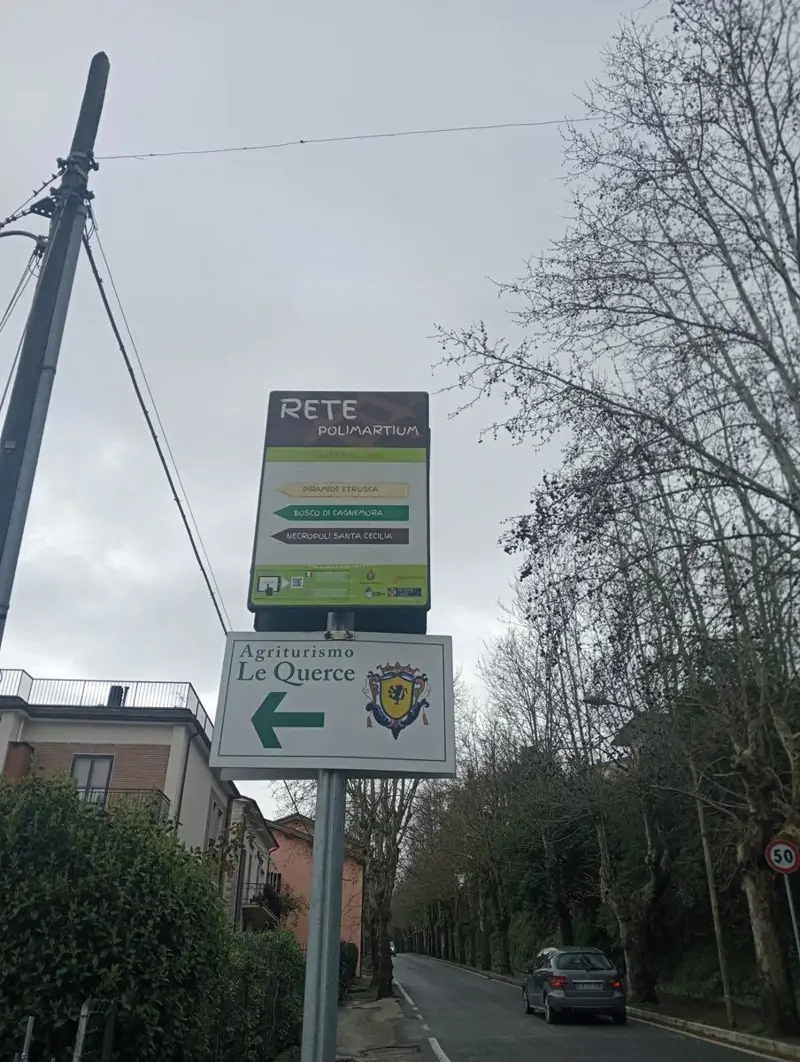 RETE
POLIMARTIUM
PIRAMIDE ETRUSCA
BOSCO DI CAGNEMORA
NECROPOLI SANTA CECILIA
Agriturismo
Le Querce
50